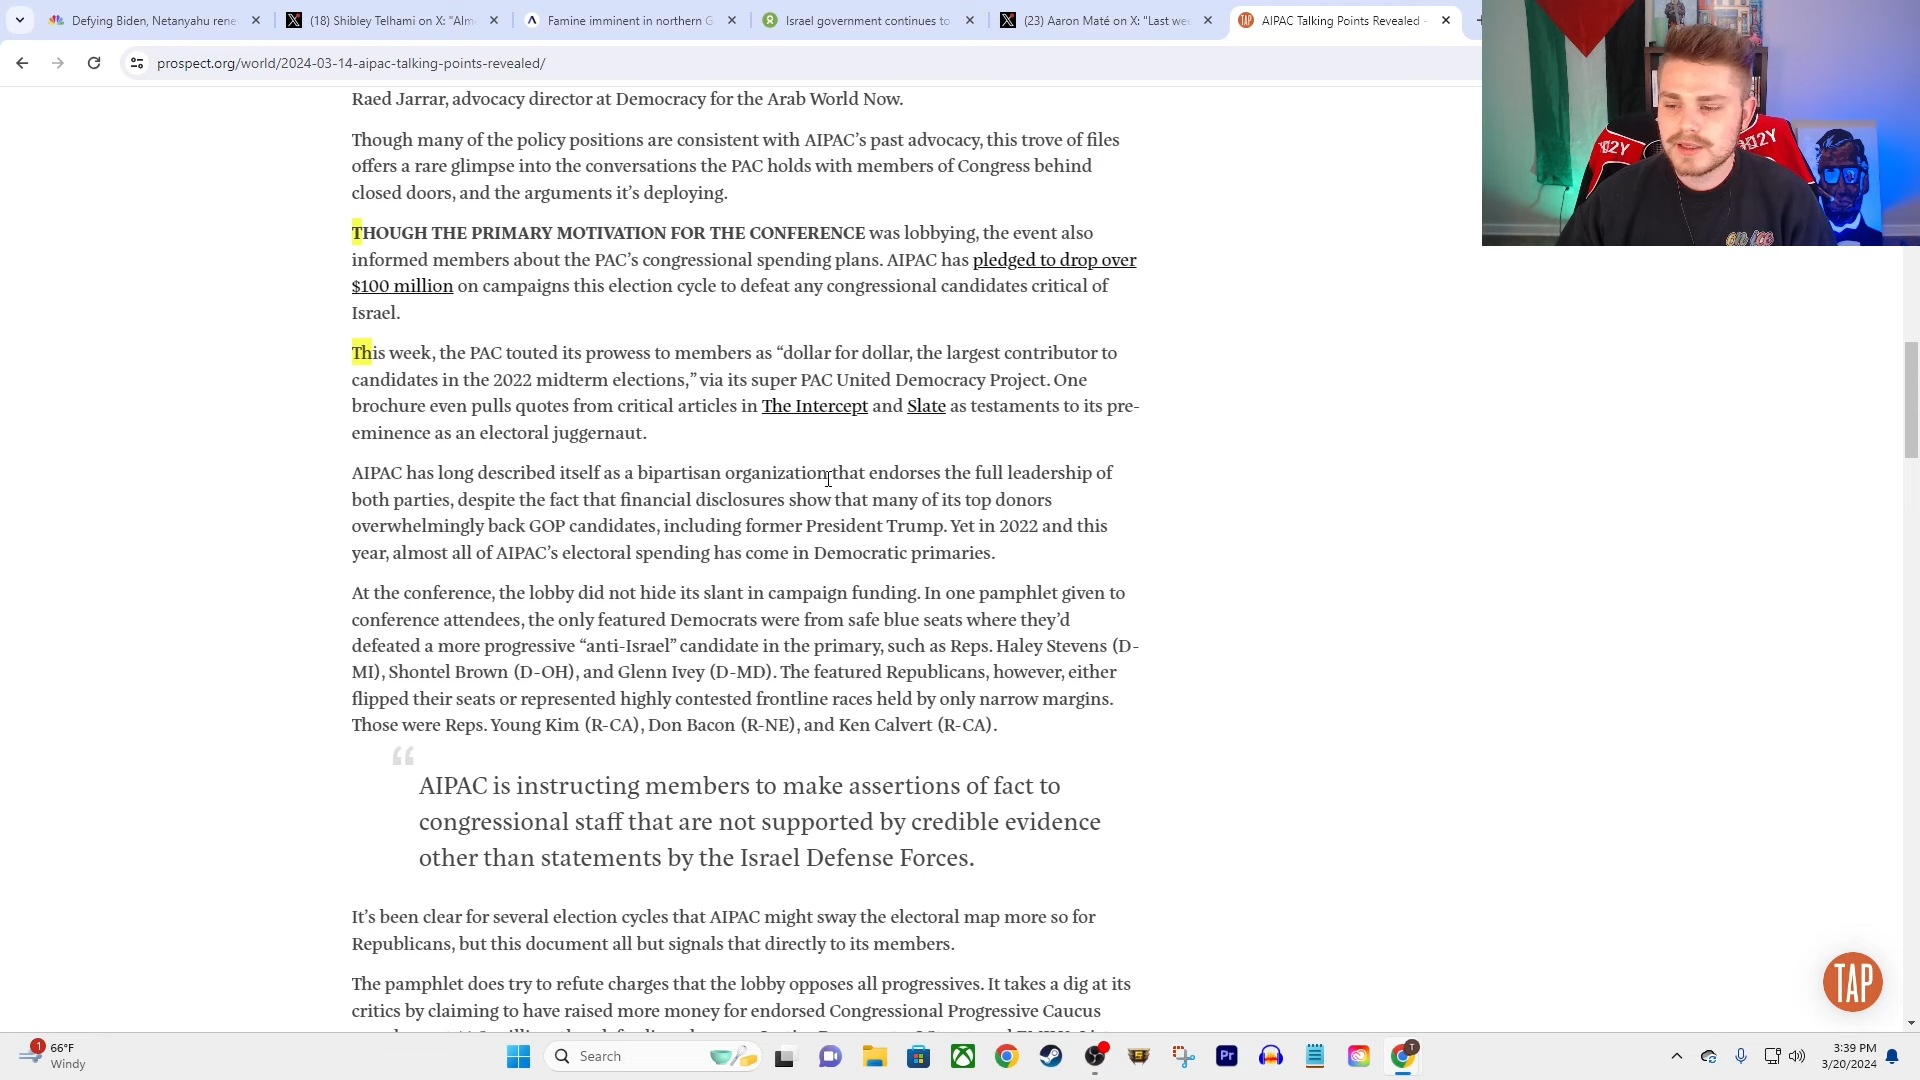 Defying Biden, Netanyahu rene
(18) Shibley Telhami on X: "Alm
Famine imminent in northern G
Israel government continues to
(23) Aaron Maté on X: "Last we
AIPAC Talking Points Revealed -
prospect.org/world/2024-03-14-aipac-talking-points-revealed/
Raed Jarrar, advocacy director at Democracy for the Arab World Now.
Though many of the policy positions are consistent with AIPAC’s past advocacy, this trove of files
offers a rare glimpse into the conversations the PAC holds with members of Congress behind
closed doors, and the arguments it’s deploying.
THOUGH THE PRIMARY MOTIVATION FOR THE CONFERENCE was lobbying, the event also
informed members about the PAC’s congressional spending plans. AIPAC has pledged to drop over
$100 million on campaigns this election cycle to defeat any congressional candidates critical of
Israel.
This week, the PAC touted its prowess to members as “dollar for dollar, the largest contributor to
candidates in the 2022 midterm elections,” via its super PAC United Democracy Project. One
brochure even pulls quotes from critical articles in The Intercept and Slate as testaments to its pre-
eminence as an electoral juggernaut.
AIPAC has long described itself as a bipartisan organization that endorses the full leadership of
both parties, despite the fact that financial disclosures show that many of its top donors
overwhelmingly back GOP candidates, including former President Trump. Yet in 2022 and this
year, almost all of AIPAC’s electoral spending has come in Democratic primaries.
At the conference, the lobby did not hide its slant in campaign funding. In one pamphlet given to
conference attendees, the only featured Democrats were from safe blue seats where they’d
defeated a more progressive “anti-Israel” candidate in the primary, such as Reps. Haley Stevens (D-
MI), Shontel Brown (D-OH), and Glenn Ivey (D-MD). The featured Republicans, however, either
flipped their seats or represented highly contested frontline races held by only narrow margins.
Those were Reps. Young Kim (R-CA), Don Bacon (R-NE), and Ken Calvert (R-CA).
“
AIPAC is instructing members to make assertions of fact to
congressional staff that are not supported by credible evidence
other than statements by the Israel Defense Forces.
It’s been clear for several election cycles that AIPAC might sway the electoral map more so for
Republicans, but this document all but signals that directly to its members.
The pamphlet does try to refute charges that the lobby opposes all progressives. It takes a dig at its
critics by claiming to have raised more money for endorsed Congressional Progressive Caucus
TAP
1
66°F
Windy
Search
Pr
T
3:39 PM
3/20/2024